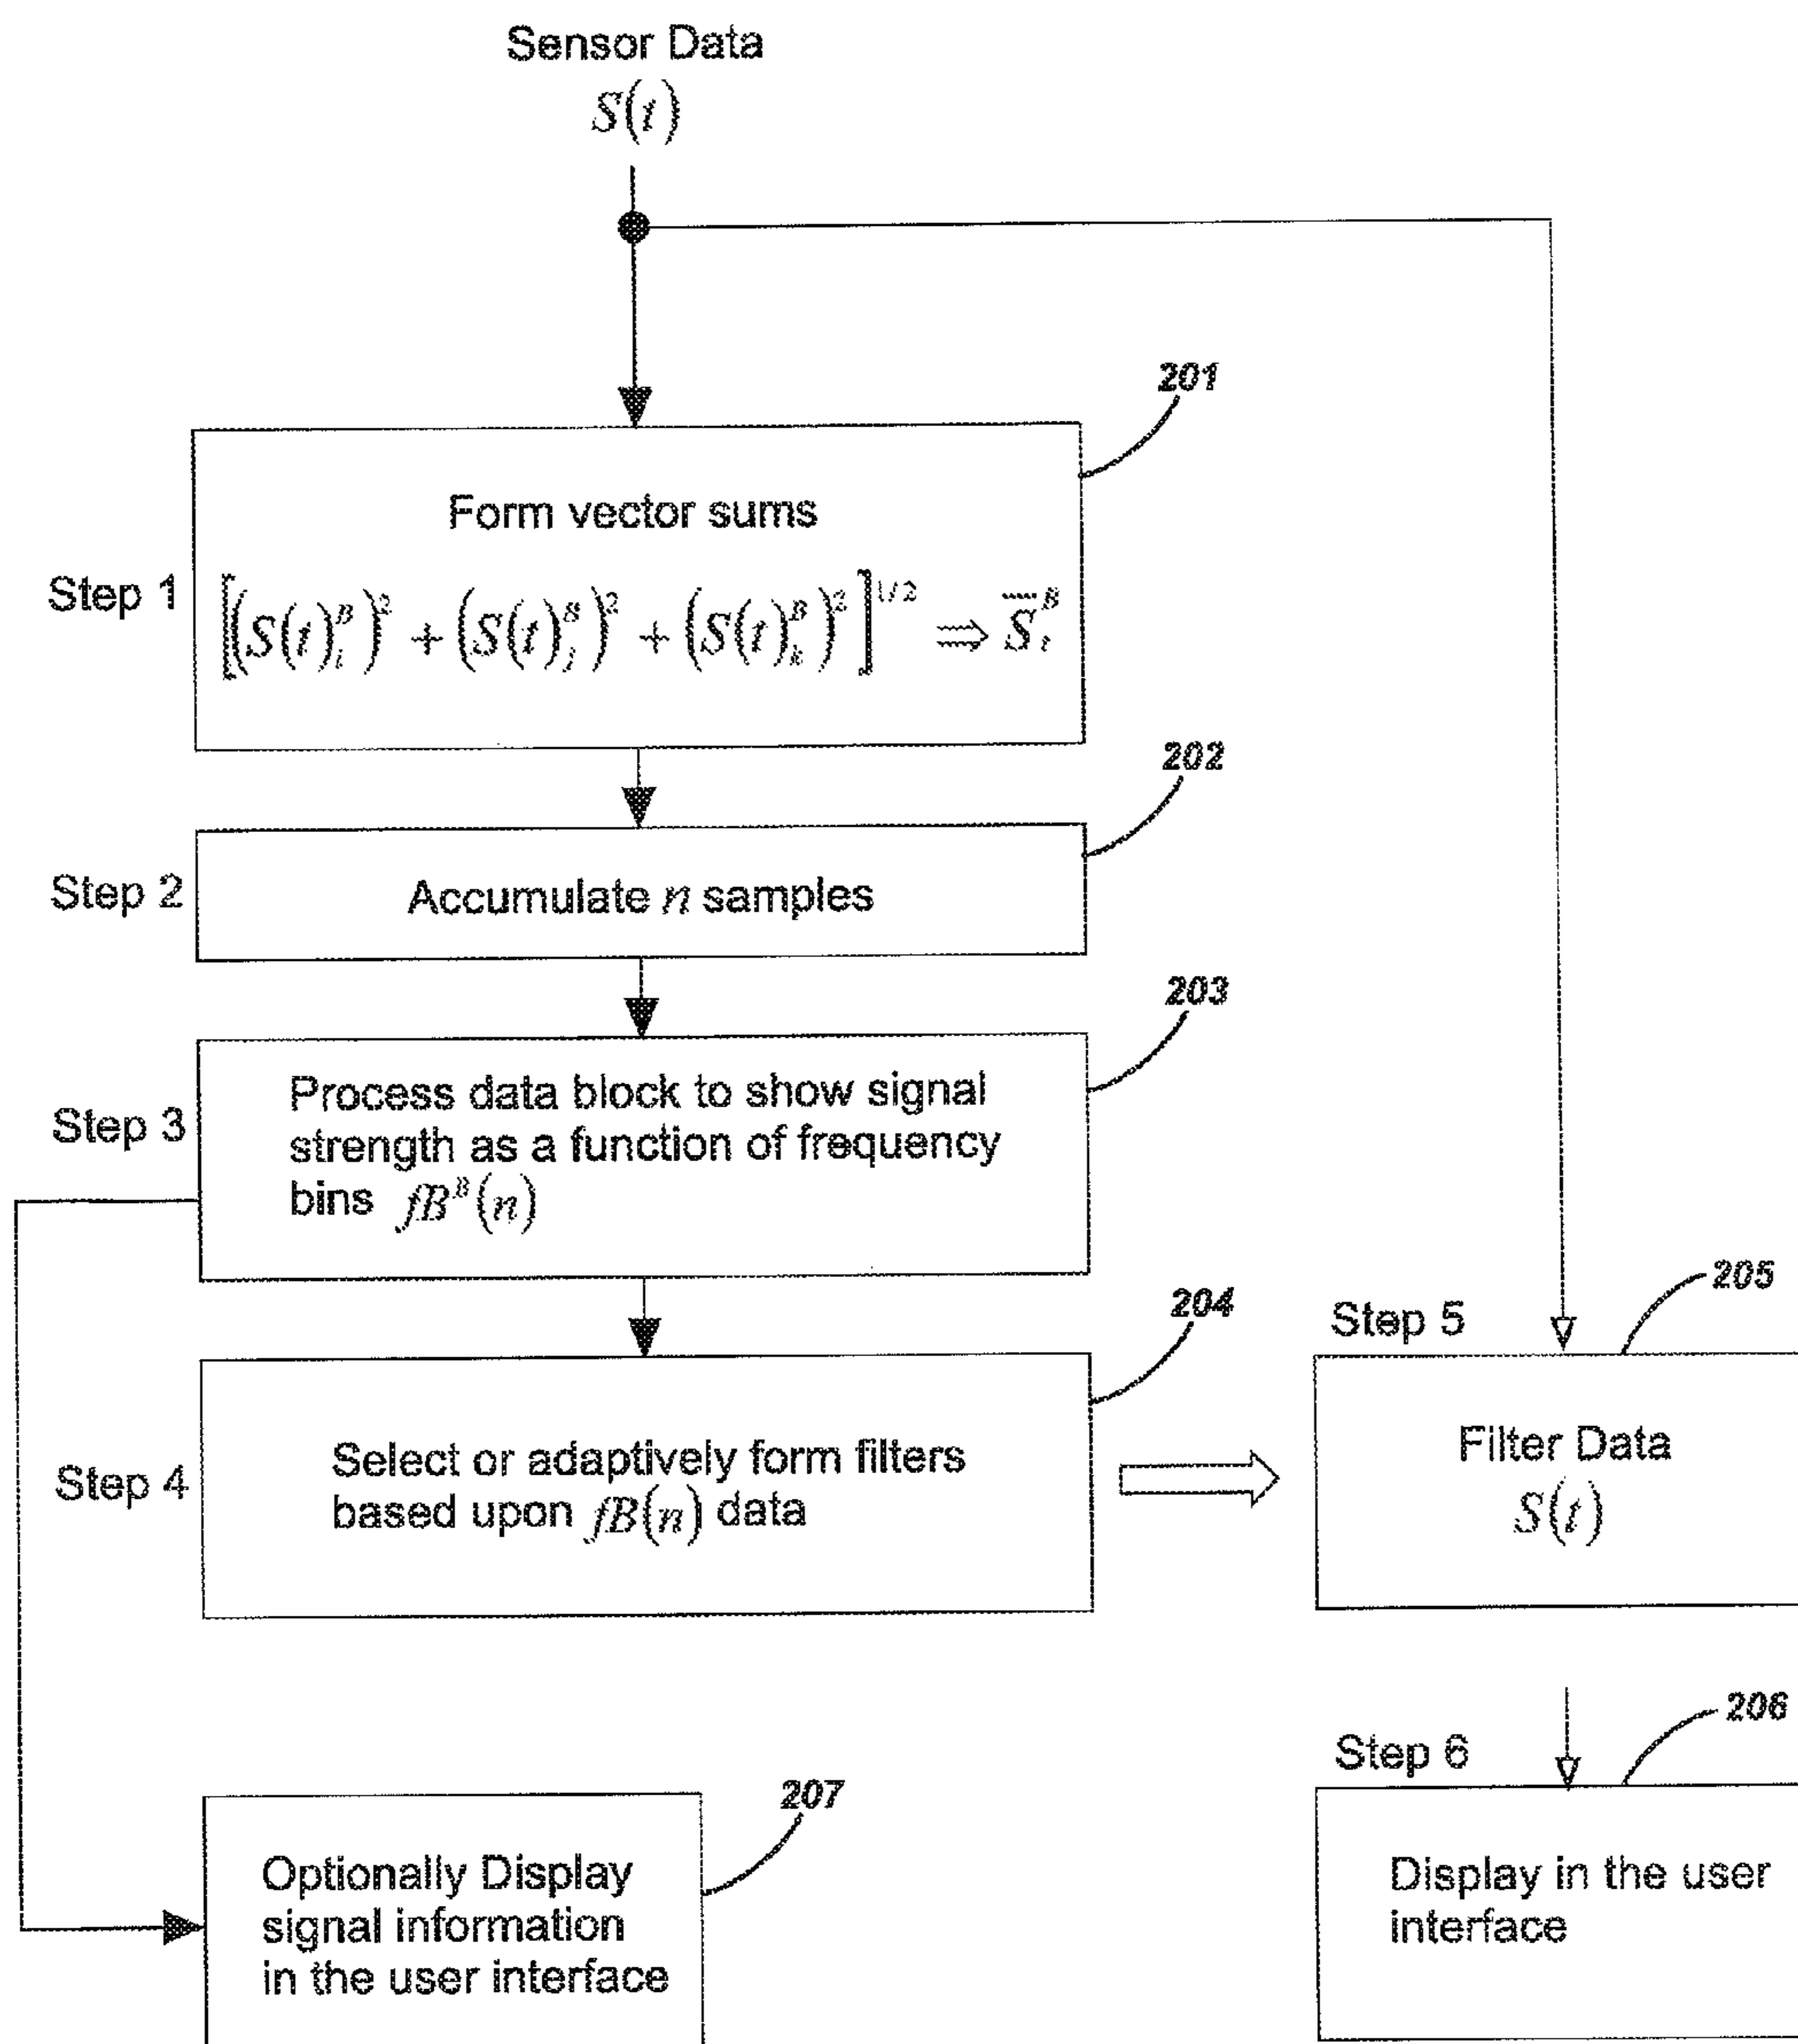 Sensor Data
S(t)
201
Form vector sums
Step 1
[(S(t)_i^B)^2 + (S(t)_j^B)^2 + (S(t)_k^B)^2]^{1/2} ⇒ \overline{S}_t^B
202
Step 2
Accumulate n samples
203
Step 3
Process data block to show signal
strength as a function of frequency
bins fB^B(n)
204
Step 4
Select or adaptively form filters
based upon fB(n) data
205
Step 5
Filter Data
S(t)
206
Step 6
Display in the user
interface
207
Optionally Display
signal information
in the user interface